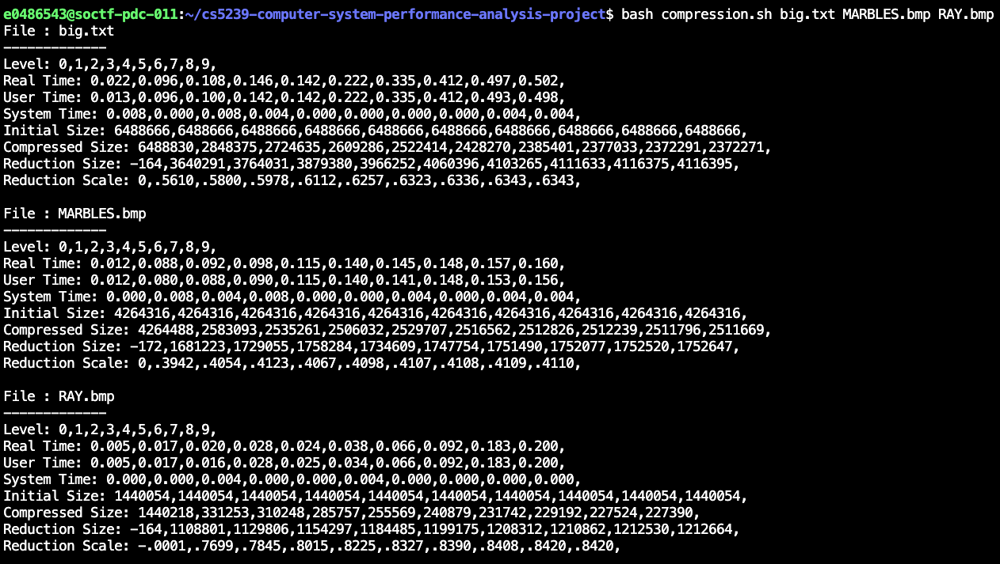 e0486543@soctf-pdc-011:~/cs5239-computer-system-performance-analysis-project$ bash compression.sh big.txt MARBLES.bmp RAY.bmp
File : big.txt
-------------
Level: 0,1,2,3,4,5,6,7,8,9,
Real Time: 0.022,0.096,0.108,0.146,0.142,0.222,0.335,0.412,0.497,0.502,
User Time: 0.013,0.096,0.100,0.142,0.142,0.222,0.335,0.412,0.493,0.498,
System Time: 0.008,0.000,0.008,0.004,0.000,0.000,0.000,0.000,0.004,0.004,
Initial Size: 6488666,6488666,6488666,6488666,6488666,6488666,6488666,6488666,6488666,6488666,
Compressed Size: 6488830,2848375,2724635,2609286,2522414,2428270,2385401,2377033,2372291,2372271,
Reduction Size: -164,3640291,3764031,3879380,3966252,4060396,4103265,4111633,4116375,4116395,
Reduction Scale: 0,.5610,.5800,.5978,.6112,.6257,.6323,.6336,.6343,.6343,
File : MARBLES.bmp
-------------
Level: 0,1,2,3,4,5,6,7,8,9,
Real Time: 0.012,0.088,0.092,0.098,0.115,0.140,0.145,0.148,0.157,0.160,
User Time: 0.012,0.080,0.088,0.090,0.115,0.140,0.141,0.148,0.153,0.156,
System Time: 0.000,0.008,0.004,0.008,0.000,0.000,0.004,0.000,0.004,0.004,
Initial Size: 4264316,4264316,4264316,4264316,4264316,4264316,4264316,4264316,4264316,4264316,
Compressed Size: 4264488,2583093,2535261,2506032,2529707,2516562,2512826,2512239,2511796,2511669,
Reduction Size: -172,1681223,1729055,1758284,1734609,1747754,1751490,1752077,1752520,1752647,
Reduction Scale: 0,.3942,.4054,.4123,.4067,.4098,.4107,.4108,.4109,.4110,
File : RAY.bmp
-------------
Level: 0,1,2,3,4,5,6,7,8,9,
Real Time: 0.005,0.017,0.020,0.028,0.024,0.038,0.066,0.092,0.183,0.200,
User Time: 0.005,0.017,0.016,0.028,0.025,0.034,0.066,0.092,0.183,0.200,
System Time: 0.000,0.000,0.004,0.000,0.000,0.004,0.000,0.000,0.000,0.000,
Initial Size: 1440054,1440054,1440054,1440054,1440054,1440054,1440054,1440054,1440054,1440054,
Compressed Size: 1440218,331253,310248,285757,255569,240879,231742,229192,227524,227390,
Reduction Size: -164,1108801,1129806,1154297,1184485,1199175,1208312,1210862,1212530,1212664,
Reduction Scale: -.0001,.7699,.7845,.8015,.8225,.8327,.8390,.8408,.8420,.8420,